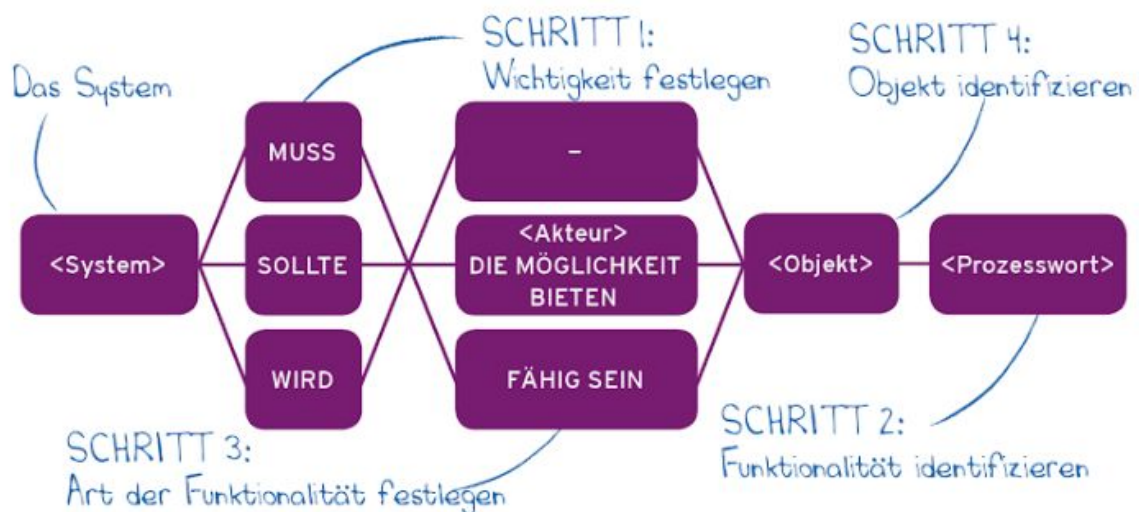 SCHRITT 1:
Wichtigkeit festlegen
SCHRITT 4:
Objekt identifizieren
Das System
MUSS
–
<System>
SOLLTE
<Akteur>
DIE MÖGLICHKEIT
BIETEN
<Objekt>
<Prozesswort>
WIRD
FÄHIG SEIN
SCHRITT 3:
Art der Funktionalität festlegen
SCHRITT 2:
Funktionalität identifizieren